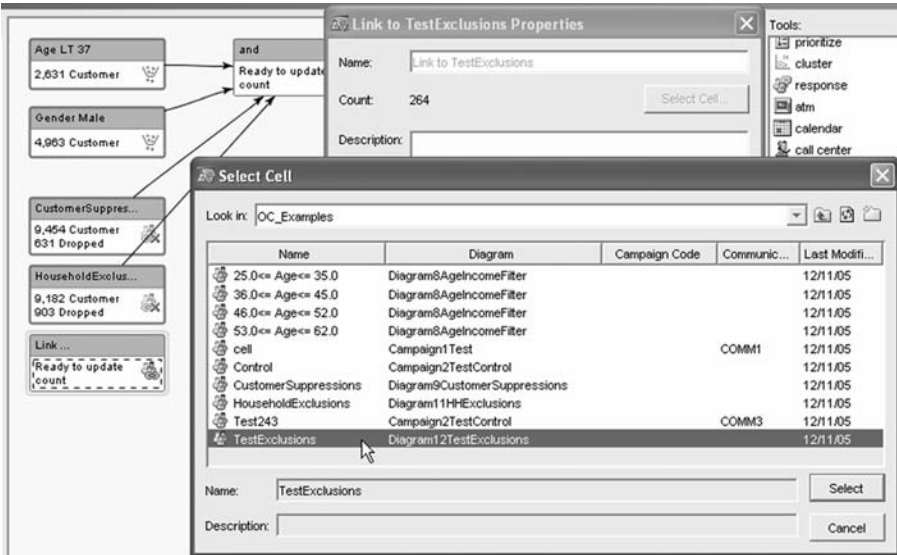 Age LT 37
2,631 Customer
Gender Male
4,963 Customer
CustomerSuppres...
9,454 Customer
631 Dropped
HouseholdExclus...
9,182 Customer
903 Dropped
Link ...
Ready to update
count
and
Ready to update
count
Link to TestExclusions Properties
Name: Link to TestExclusions
Count: 264 Select Cell...
Description:
Tools:
prioritize
cluster
response
atm
calendar
call center
Select Cell
Look in: OC_Examples
Name Diagram Campaign Code Communic... Last Modifi...
25.0<= Age<= 35.0 Diagram8AgeIncomeFilter 12/11/05
36.0<= Age<= 45.0 Diagram8AgeIncomeFilter 12/11/05
46.0<= Age<= 52.0 Diagram8AgeIncomeFilter 12/11/05
53.0<= Age<= 62.0 Diagram8AgeIncomeFilter 12/11/05
cell Campaign1Test COMM1 12/11/05
Control Campaign2TestControl 12/11/05
CustomerSuppressions Diagram9CustomerSuppressions 12/11/05
HouseholdExclusions Diagram11HHExclusions 12/11/05
Test243 Campaign2TestControl COMM3 12/11/05
TestExclusions Diagram12TestExclusions 12/11/05
Name: TestExclusions Select
Description: Cancel